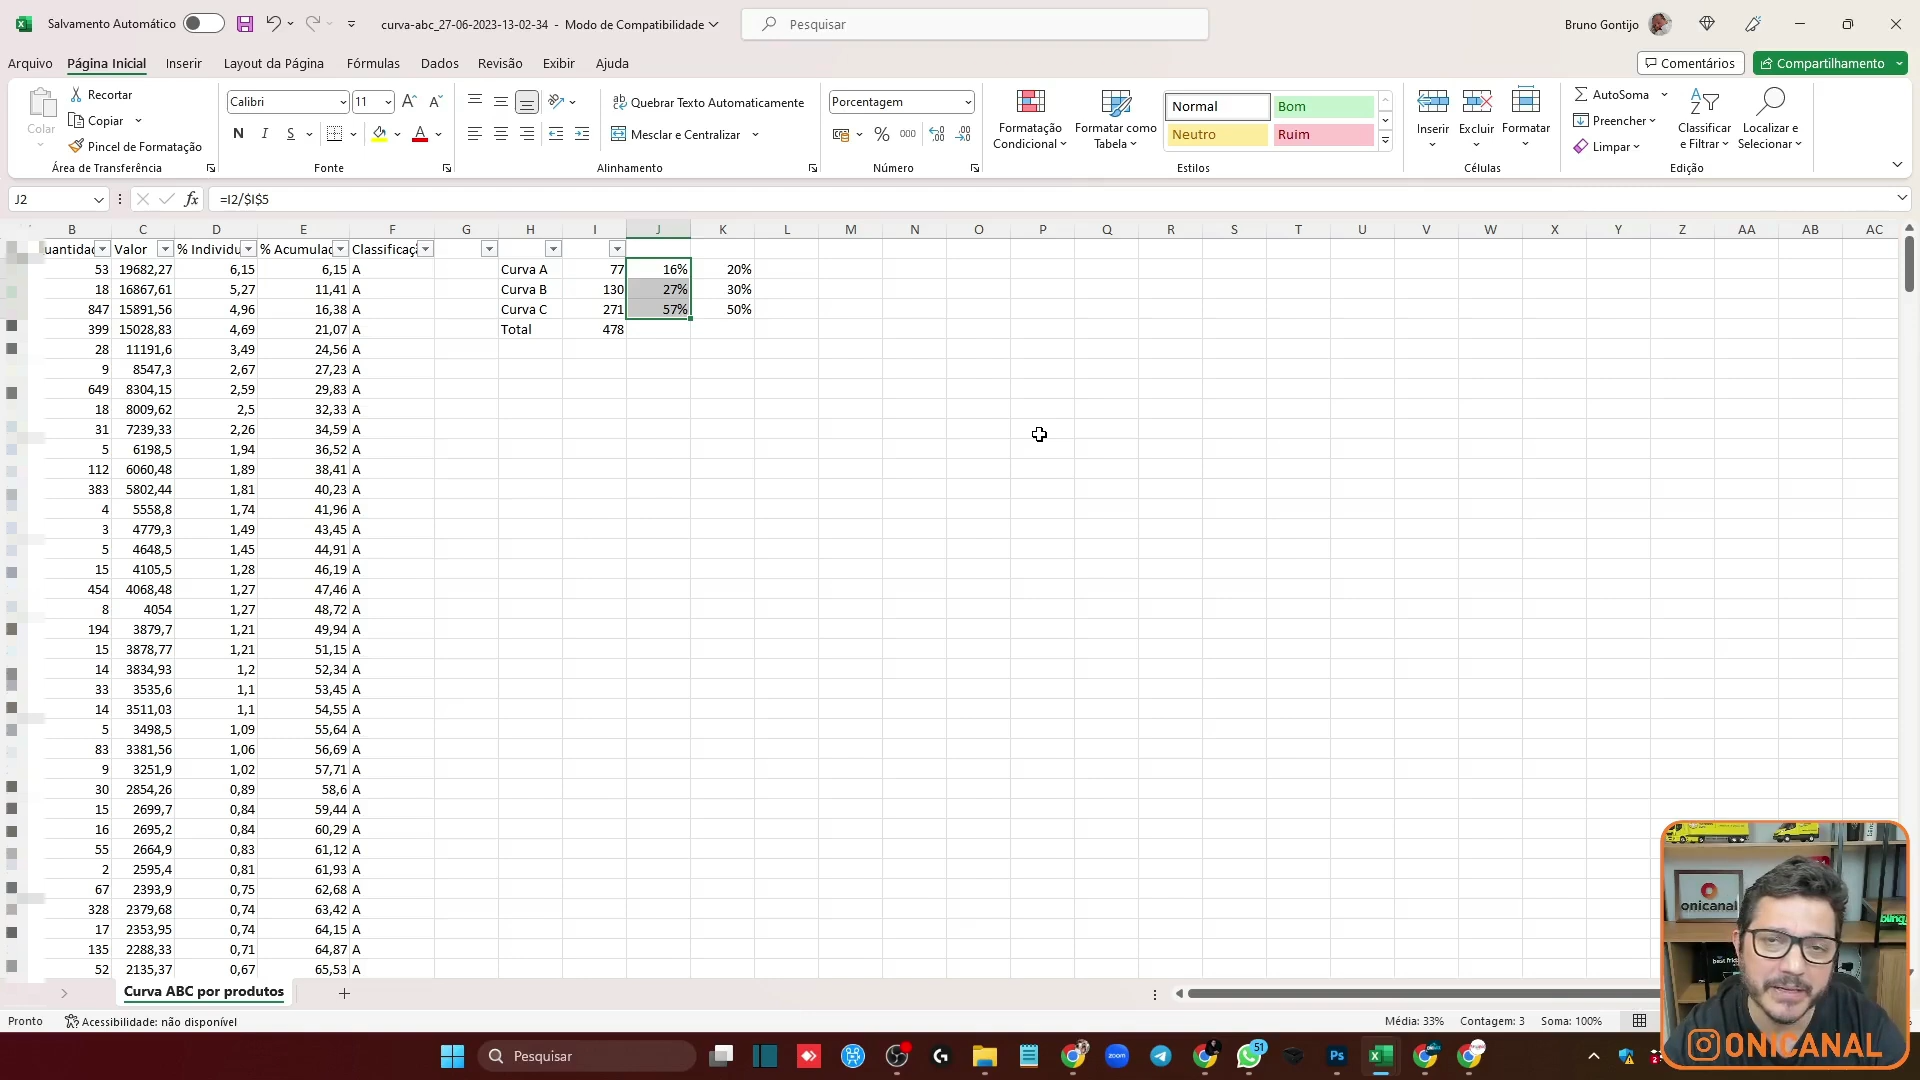 Salvamento Automático curva-abc_27-06-2023-13-02-34 - Modo de Compatibilidade Pesquisar Bruno Gontijo
Arquivo Página Inicial Inserir Layout da Página Fórmulas Dados Revisão Exibir Ajuda Comentários Compartilhamento
Colar
Recortar
Copiar
Pincel de Formatação
Área de Transferência
Calibri 11
N I S
Fonte
Quebrar Texto Automaticamente
Mesclar e Centralizar
Alinhamento
Porcentagem
% 000
Número
Formatação Condicional
Formatar como Tabela
Normal Bom
Neutro Ruim
Estilos
Inserir Excluir Formatar
Células
AutoSoma
Preencher
Limpar
Classificar e Filtrar
Localizar e Selecionar
Edição
J2 fx =I2/$I$5
B C D E F G H I J K L M N O P Q R S T U V W X Y Z AA AB AC
uantidad Valor % Individu % Acumulad Classificaçã
53 19682,27 6,15 6,15 A Curva A 77 16% 20%
18 16867,61 5,27 11,41 A Curva B 130 27% 30%
847 15891,56 4,96 16,38 A Curva C 271 57% 50%
399 15028,83 4,69 21,07 A Total 478
28 11191,6 3,49 24,56 A
9 8547,3 2,67 27,23 A
649 8304,15 2,59 29,83 A
18 8009,62 2,5 32,33 A
31 7239,33 2,26 34,59 A
5 6198,5 1,94 36,52 A
112 6060,48 1,89 38,41 A
383 5802,44 1,81 40,23 A
4 5558,8 1,74 41,96 A
3 4779,3 1,49 43,45 A
5 4648,5 1,45 44,91 A
15 4105,5 1,28 46,19 A
454 4068,48 1,27 47,46 A
8 4054 1,27 48,72 A
194 3879,7 1,21 49,94 A
15 3878,77 1,21 51,15 A
14 3834,93 1,2 52,34 A
33 3535,6 1,1 53,45 A
14 3511,03 1,1 54,55 A
5 3498,5 1,09 55,64 A
83 3381,56 1,06 56,69 A
9 3251,9 1,02 57,71 A
30 2854,26 0,89 58,6 A
15 2699,7 0,84 59,44 A
16 2695,2 0,84 60,29 A
55 2664,9 0,83 61,12 A
2 2595,4 0,81 61,93 A
67 2393,9 0,75 62,68 A
328 2379,68 0,74 63,42 A
17 2353,95 0,74 64,15 A
135 2288,33 0,71 64,87 A
52 2135,37 0,67 65,53 A
onicanal
bling
ONICANAL
Curva ABC por produtos
Pronto Acessibilidade: não disponível Média: 33% Contagem: 3 Soma: 100%
Pesquisar
zoom
51
Ps